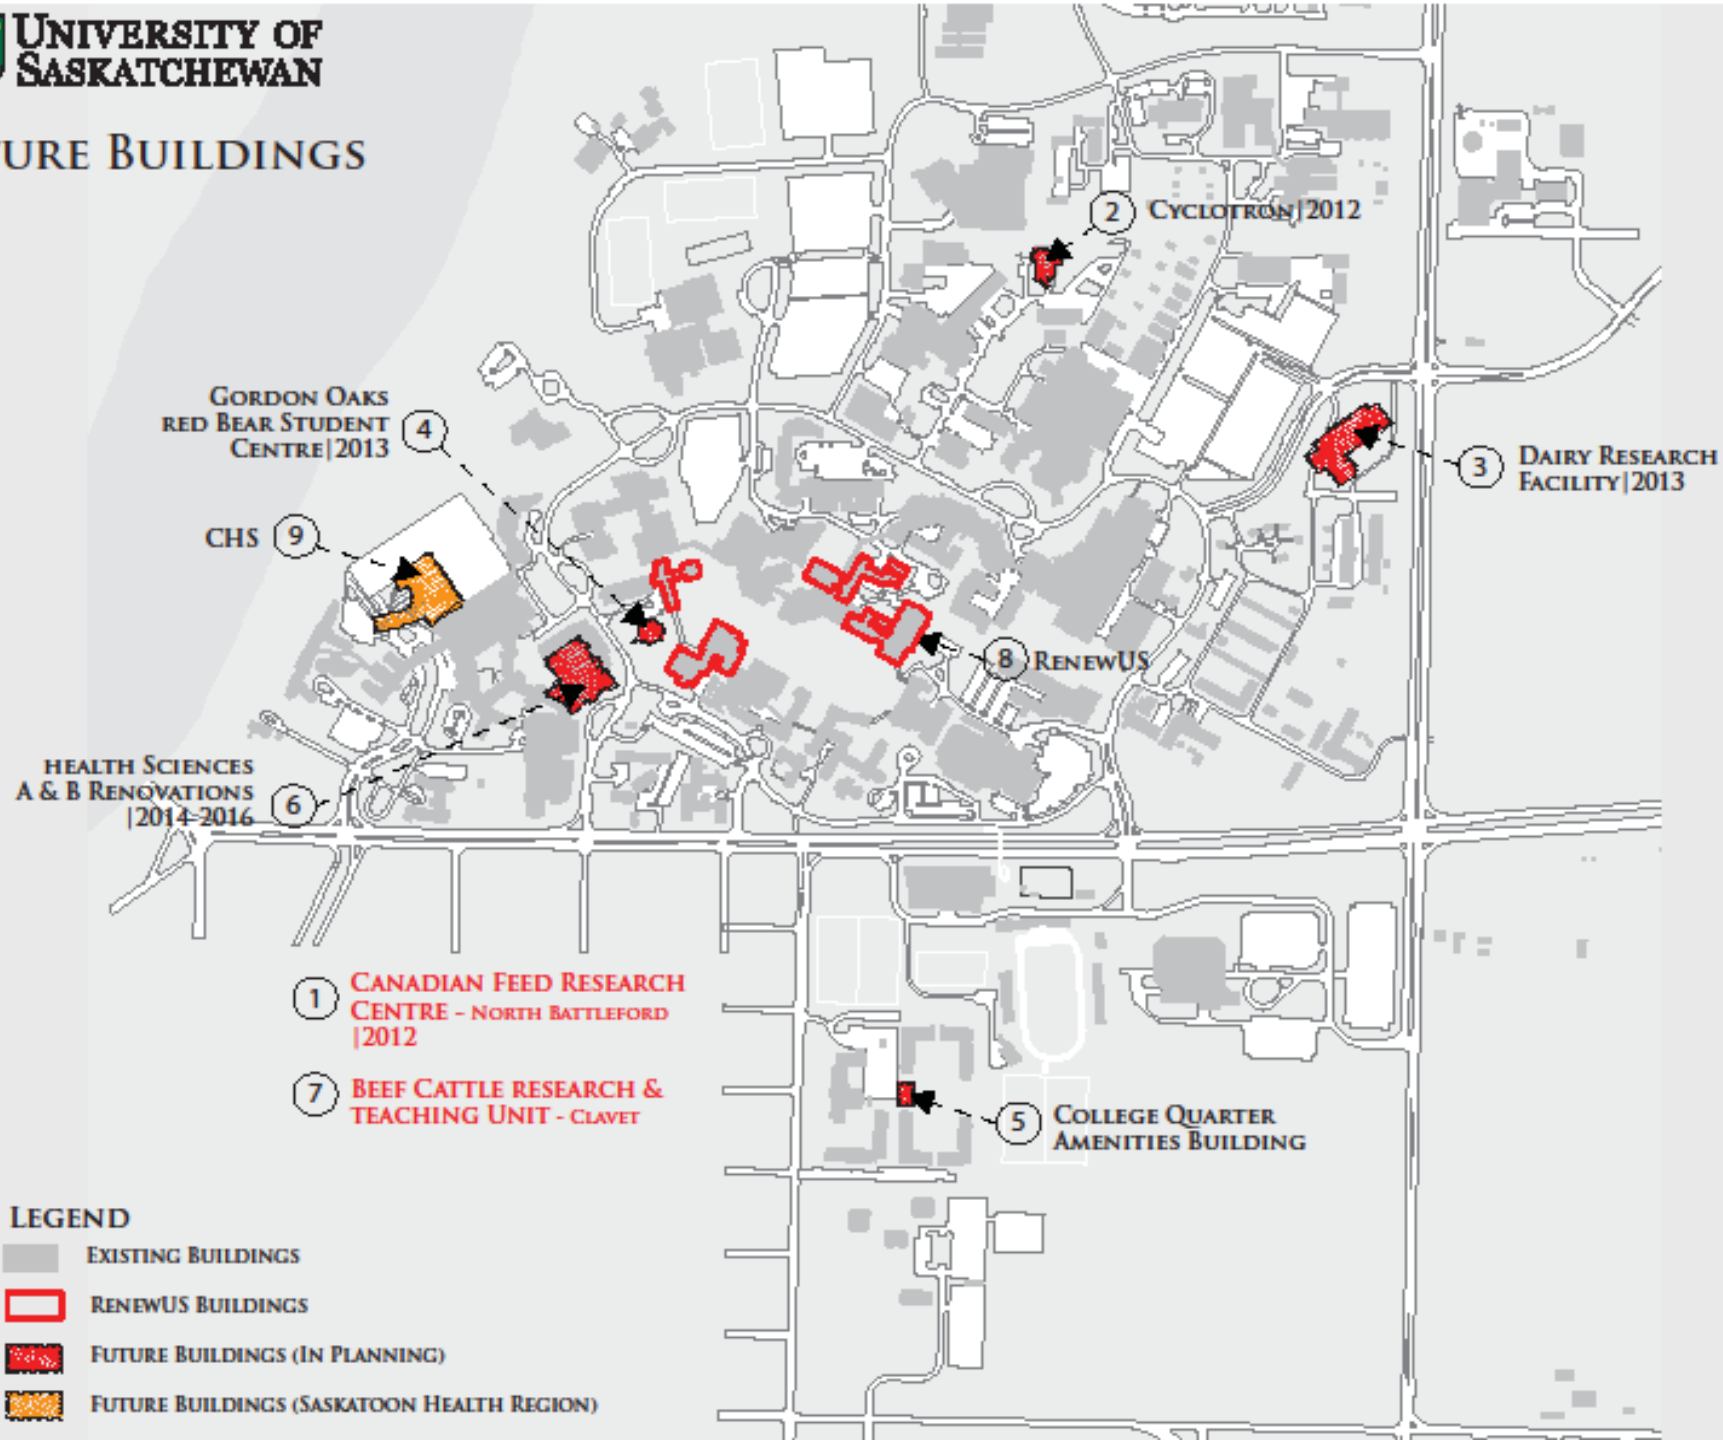 UNIVERSITY OF
SASKATCHEWAN
URE BUILDINGS
2 CYCLOTRON|2012
GORDON OAKS
RED BEAR STUDENT
CENTRE|2013
4
3 DAIRY RESEARCH
FACILITY|2013
CHS 9
8 RENEWUS
HEALTH SCIENCES
A & B RENOVATIONS
|2014-2016
6
1 CANADIAN FEED RESEARCH
CENTRE - NORTH BATTLEFORD
|2012
7 BEEF CATTLE RESEARCH &
TEACHING UNIT - CLAVET
5 COLLEGE QUARTER
AMENITIES BUILDING
LEGEND
EXISTING BUILDINGS
RENEWUS BUILDINGS
FUTURE BUILDINGS (IN PLANNING)
FUTURE BUILDINGS (SASKATOON HEALTH REGION)